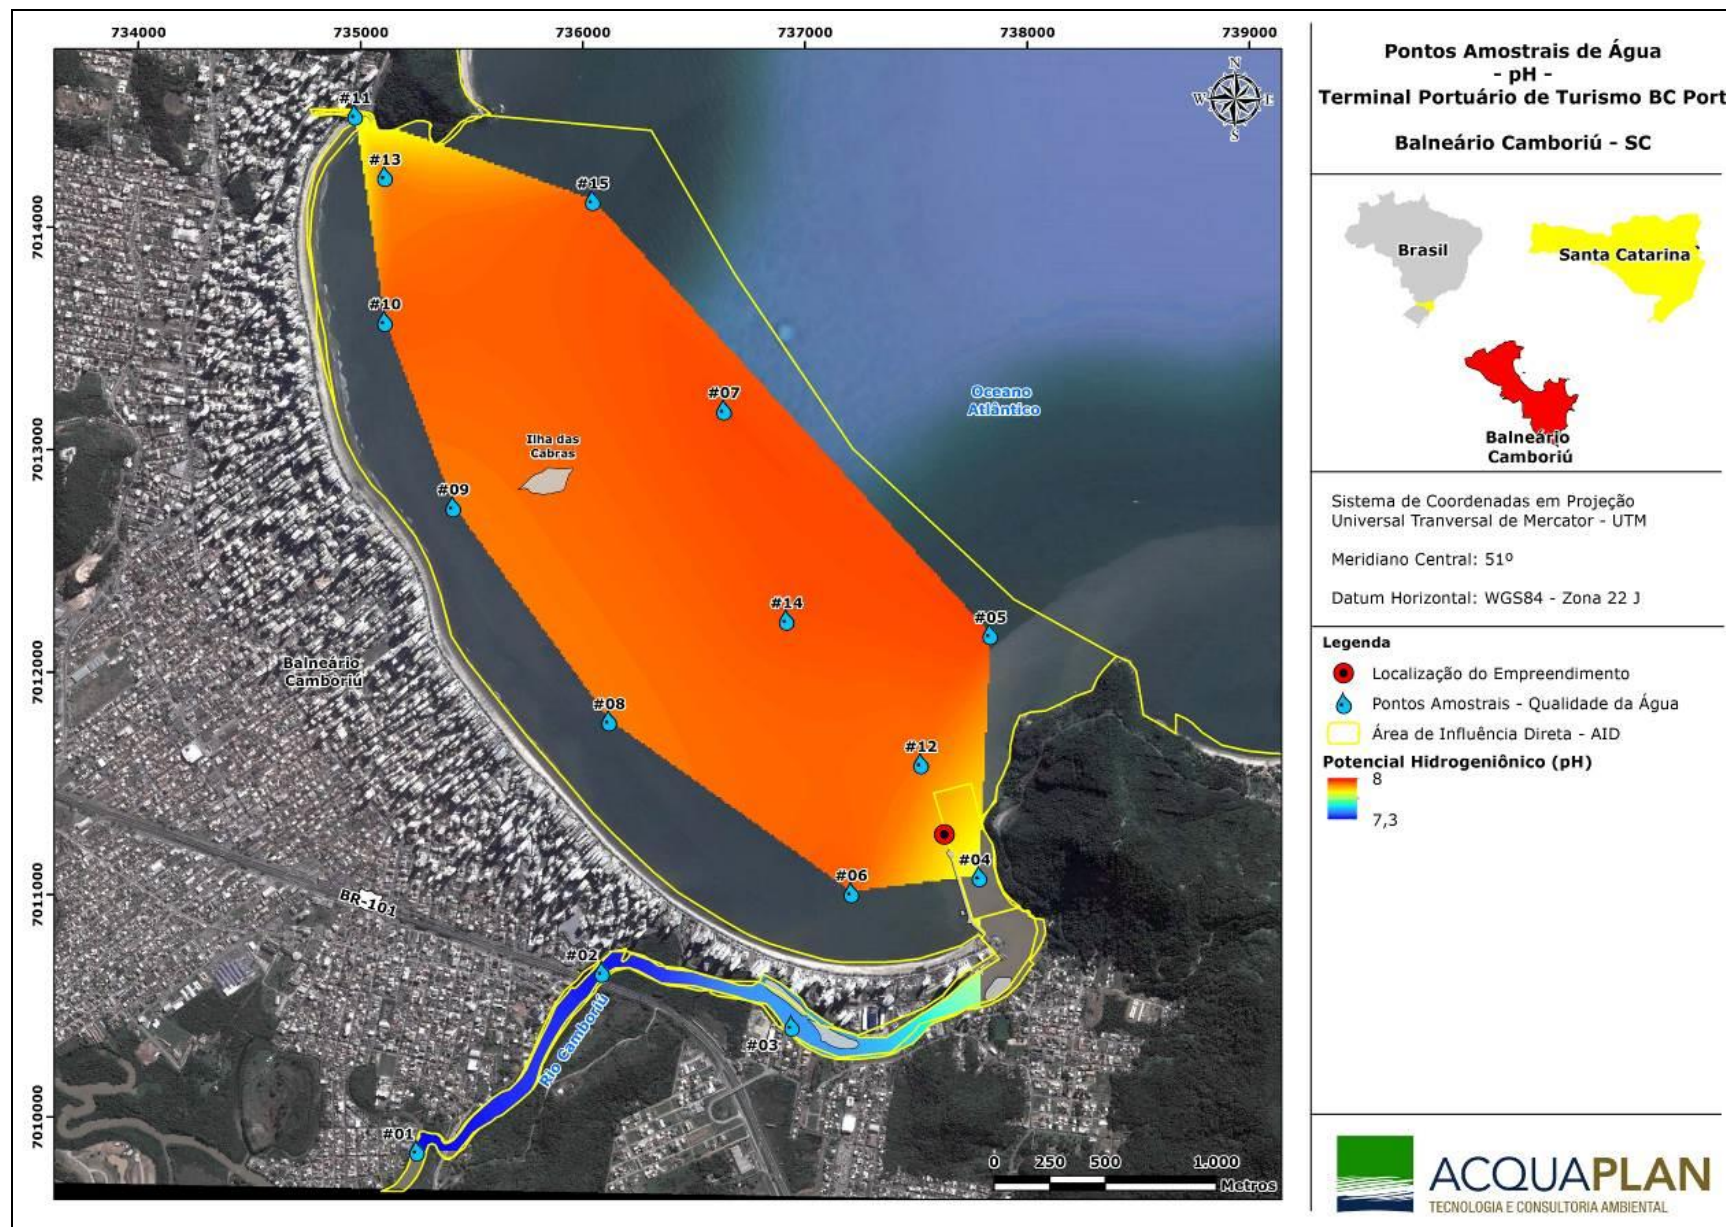 734000
735000
736000
737000
738000
739000
7014000
7013000
7012000
7011000
7010000
N
W
E
S
#11
#13
#15
#10
#07
Oceano
Atlântico
Ilha das
Cabras
#09
#14
#05
Balneário
Camboriú
#08
#12
#04
#06
BR-101
#02
Rio Camboriú
#03
#01
0 250 500 1.000
Metros
Pontos Amostrais de Água
- pH -
Terminal Portuário de Turismo BC Port
Balneário Camboriú - SC
Brasil
Santa Catarina
Balneário
Camboriú
Sistema de Coordenadas em Projeção
Universal Tranversal de Mercator - UTM
Meridiano Central: 51º
Datum Horizontal: WGS84 - Zona 22 J
Legenda
Localização do Empreendimento
Pontos Amostrais - Qualidade da Água
Área de Influência Direta - AID
Potencial Hidrogeniônico (pH)
8
7,3
ACQUAPLAN
TECNOLOGIA E CONSULTORIA AMBIENTAL